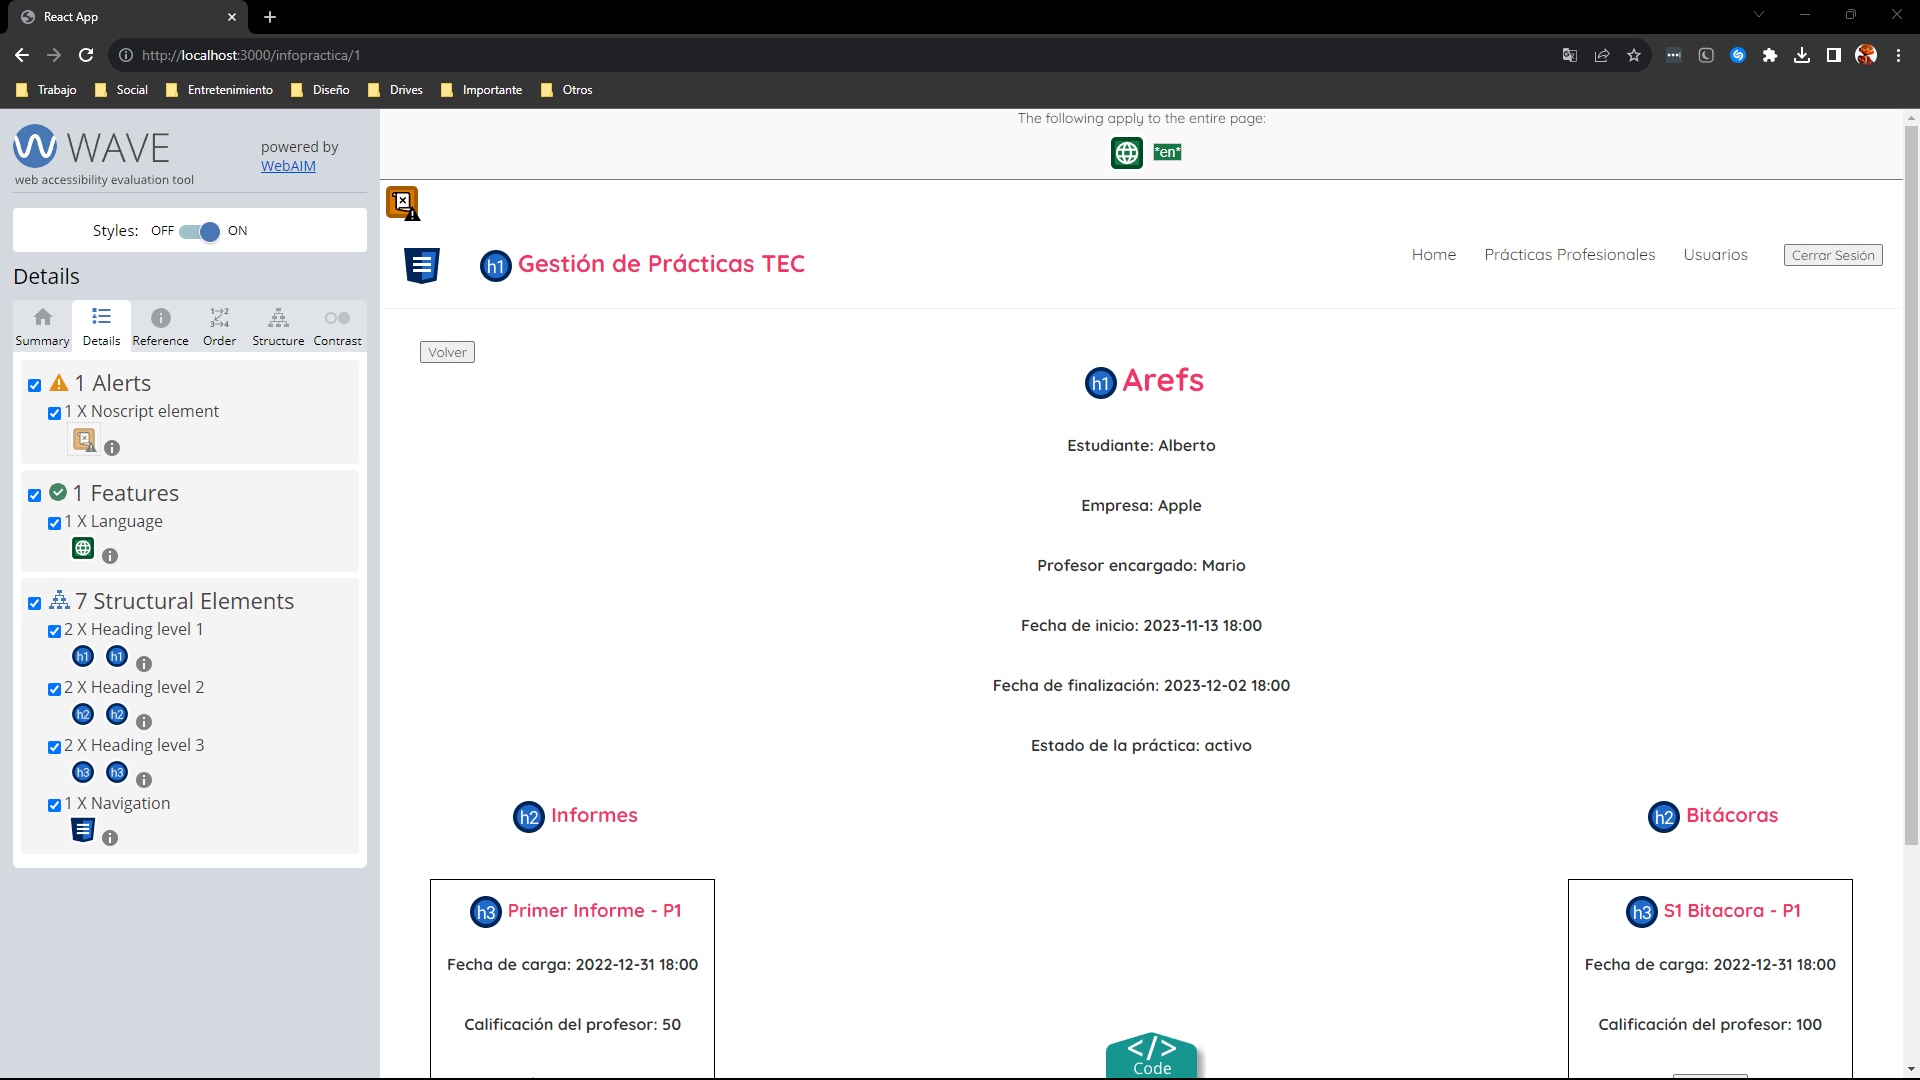 React App
http://localhost:3000/infopractica/1
Trabajo Social Entretenimiento Diseño Drives Importante Otros
WAVE
web accessibility evaluation tool
powered by
WebAIM
Styles: OFF ON
Details
Summary Details Reference Order Structure Contrast
1 Alerts
1 X Noscript element
1 Features
1 X Language
7 Structural Elements
2 X Heading level 1
h1 h1
2 X Heading level 2
h2 h2
2 X Heading level 3
h3 h3
1 X Navigation
The following apply to the entire page:
*en*
h1 Gestión de Prácticas TEC
Home Prácticas Profesionales Usuarios Cerrar Sesión
Volver
h1 Arefs
Estudiante: Alberto
Empresa: Apple
Profesor encargado: Mario
Fecha de inicio: 2023-11-13 18:00
Fecha de finalización: 2023-12-02 18:00
Estado de la práctica: activo
h2 Informes
h3 Primer Informe - P1
Fecha de carga: 2022-12-31 18:00
Calificación del profesor: 50
h2 Bitácoras
h3 S1 Bitacora - P1
Fecha de carga: 2022-12-31 18:00
Calificación del profesor: 100
</> Code